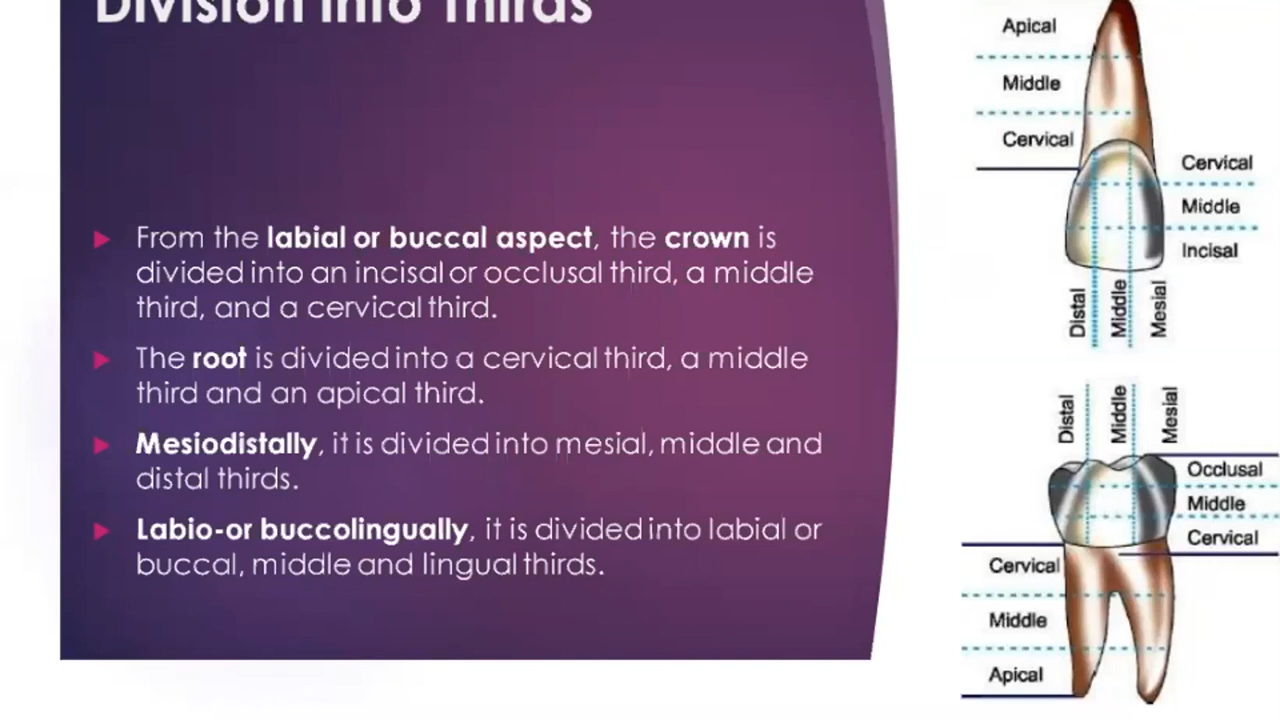 Division into Thirds
From the labial or buccal aspect, the crown is
divided into an incisal or occlusal third, a middle
third, and a cervical third.
The root is divided into a cervical third, a middle
third and an apical third.
Mesiodistally, it is divided into mesial, middle and
distal thirds.
Labio-or buccolingually, it is divided into labial or
buccal, middle and lingual thirds.
Apical
Middle
Cervical
Cervical
Middle
Incisal
Distal
Middle
Mesial
Distal
Middle
Mesial
Occlusal
Middle
Cervical
Cervical
Middle
Apical